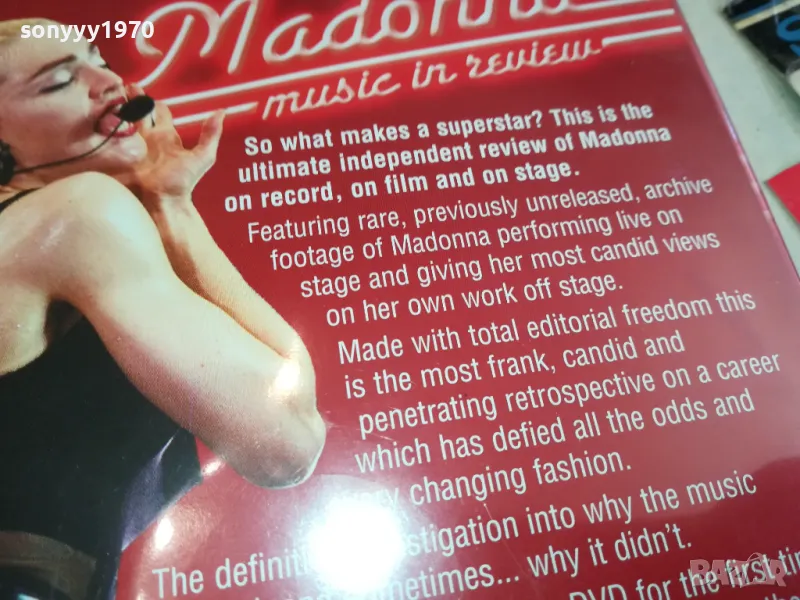 sonyyy1970
Madonna
music in review
So what makes a superstar? This is the
ultimate independent review of Madonna
on record, on film and on stage.
Featuring rare, previously unreleased, archive
footage of Madonna performing live on
stage and giving her most candid views
on her own work off stage.
Made with total editorial freedom this
is the most frank, candid and
penetrating retrospective on a career
which has defied all the odds and
changing fashion.
The into why the music
why it didn't.
DVD for the first
bazar.bg